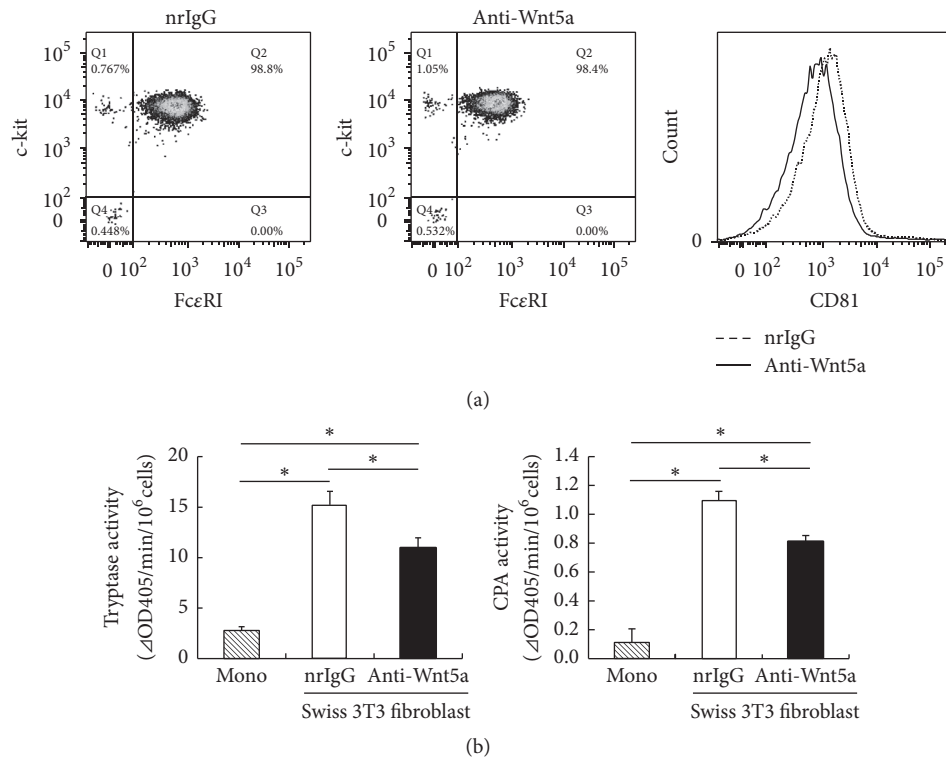 nrIgG
Anti-Wnt5a
Q1
0.767%
Q2
98.8%
Q4
0.448%
Q3
0.00%
10^5
10^4
10^3
10^2
0
c-kit
0 10^2 10^3 10^4 10^5
FcεRI
Q1
1.05%
Q2
98.4%
Q4
0.532%
Q3
0.00%
10^5
10^4
10^3
10^2
0
c-kit
0 10^2 10^3 10^4 10^5
FcεRI
Count
0
0 10^2 10^3 10^4 10^5
CD81
nrIgG
Anti-Wnt5a
(a)
Tryptase activity
(⊿OD405/min/10^6 cells)
20
15
10
5
0
*
* *
Mono nrIgG Anti-Wnt5a
Swiss 3T3 fibroblast
CPA activity
(⊿OD405/min/10^6 cells)
1.4
1.2
1.0
0.8
0.6
0.4
0.2
0.0
*
* *
Mono nrIgG Anti-Wnt5a
Swiss 3T3 fibroblast
(b)